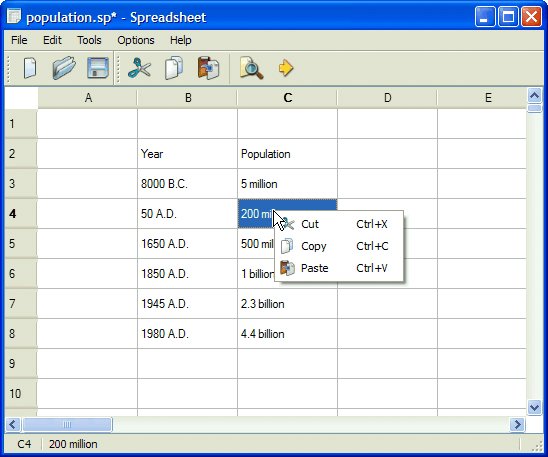 population.sp* - Spreadsheet
File Edit Tools Options Help
A B C D E
1
2 Year Population
3 8000 B.C. 5 million
4 50 A.D. 200 mi
5 1650 A.D. 500 mil
6 1850 A.D. 1 billion
7 1945 A.D. 2.3 billion
8 1980 A.D. 4.4 billion
9
10
Cut Ctrl+X
Copy Ctrl+C
Paste Ctrl+V
C4 200 million